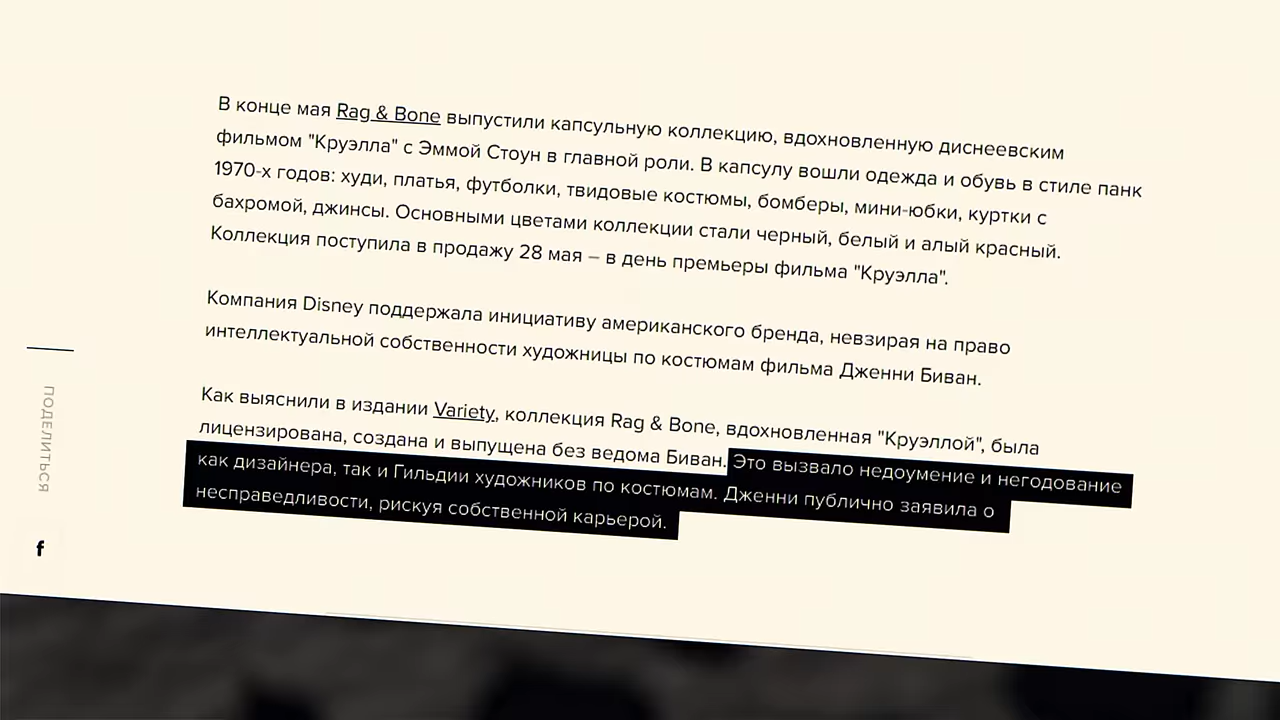 В конце мая Rag & Bone выпустили капсульную коллекцию, вдохновленную диснеевским
фильмом "Круэлла" с Эммой Стоун в главной роли. В капсулу вошли одежда и обувь в стиле панк
1970-х годов: худи, платья, футболки, твидовые костюмы, бомберы, мини-юбки, куртки с
бахромой, джинсы. Основными цветами коллекции стали черный, белый и алый красный.
Коллекция поступила в продажу 28 мая – в день премьеры фильма "Круэлла".
Компания Disney поддержала инициативу американского бренда, невзирая на право
интеллектуальной собственности художницы по костюмам фильма Дженни Биван.
Как выяснили в издании Variety, коллекция Rag & Bone, вдохновленная "Круэллой", была
лицензирована, создана и выпущена без ведома Биван. Это вызвало недоумение и негодование
как дизайнера, так и Гильдии художников по костюмам. Дженни публично заявила о
несправедливости, рискуя собственной карьерой.
ПОДЕЛИТЬСЯ
f